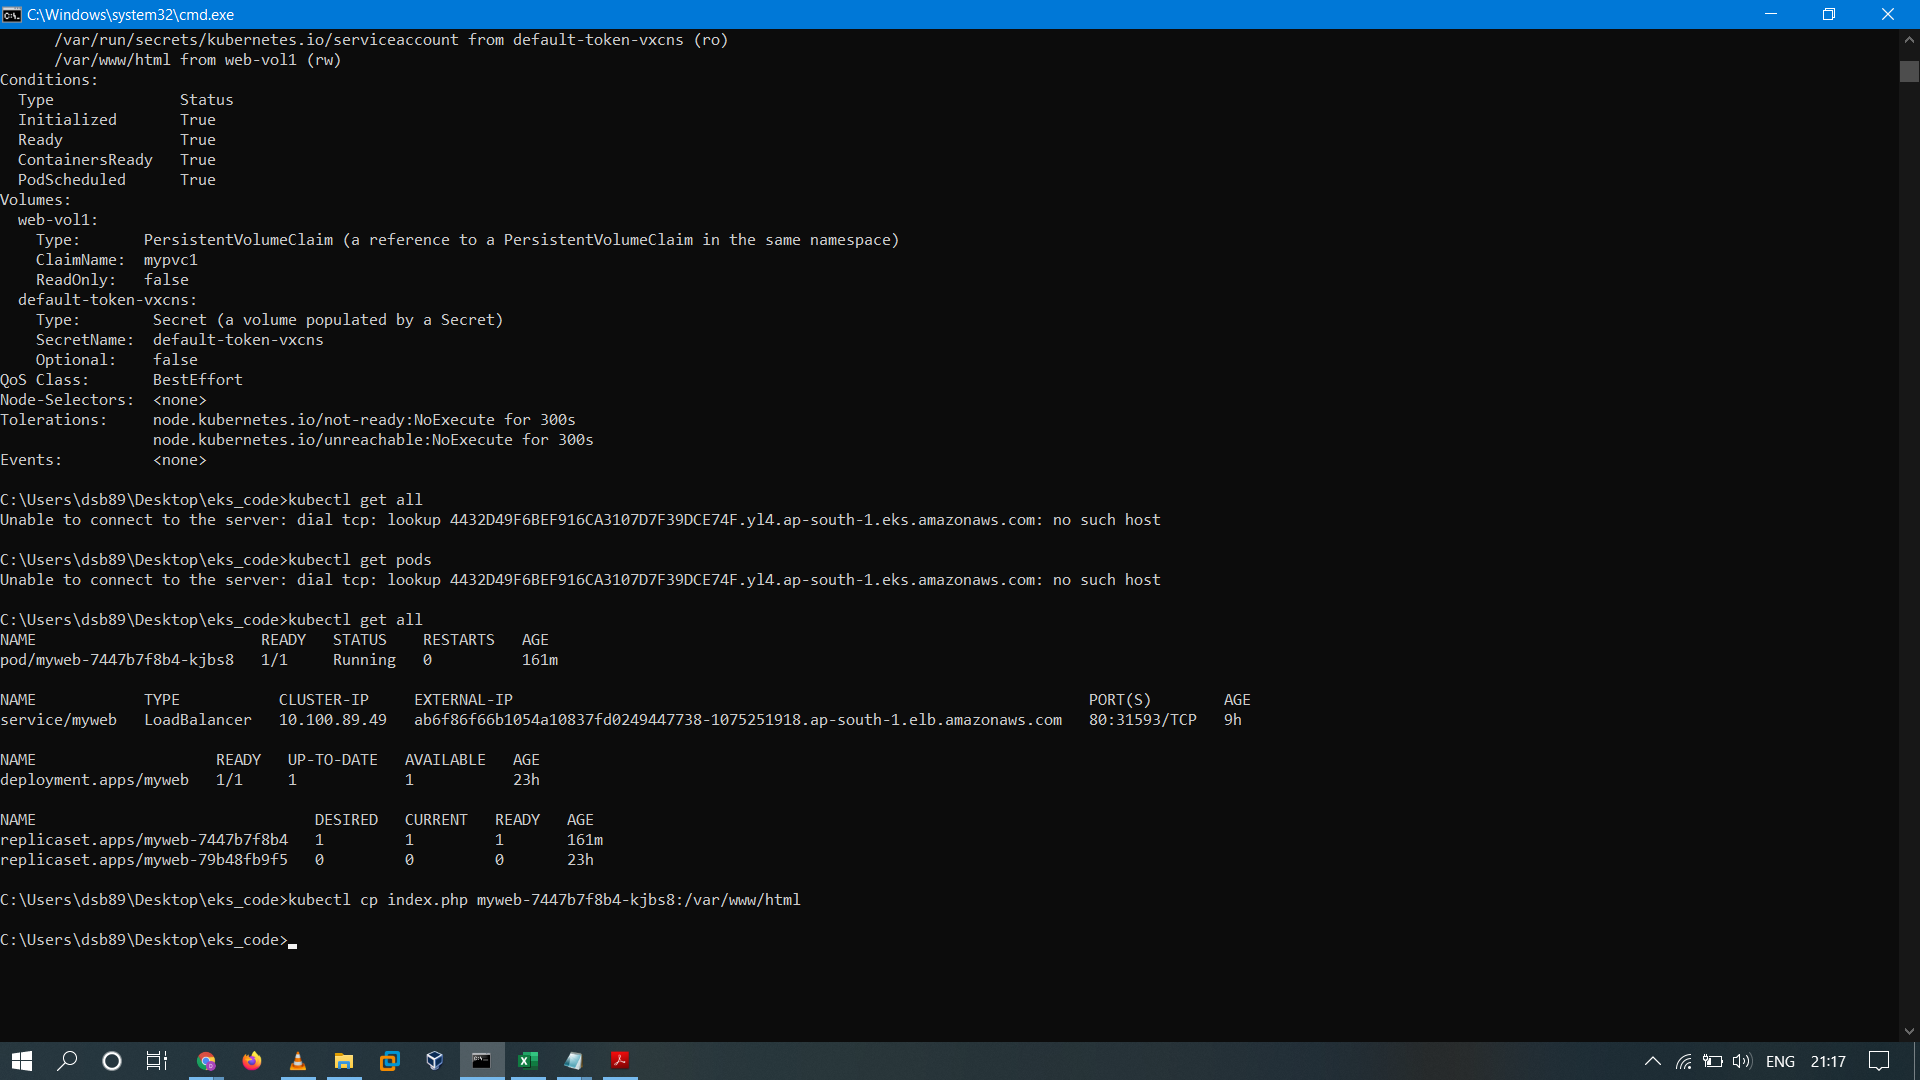 C:\Windows\system32\cmd.exe
/var/run/secrets/kubernetes.io/serviceaccount from default-token-vxcns (ro)
/var/www/html from web-vol1 (rw)
Conditions:
Type Status
Initialized True
Ready True
ContainersReady True
PodScheduled True
Volumes:
web-vol1:
Type: PersistentVolumeClaim (a reference to a PersistentVolumeClaim in the same namespace)
ClaimName: mypvc1
ReadOnly: false
default-token-vxcns:
Type: Secret (a volume populated by a Secret)
SecretName: default-token-vxcns
Optional: false
QoS Class: BestEffort
Node-Selectors: <none>
Tolerations: node.kubernetes.io/not-ready:NoExecute for 300s
node.kubernetes.io/unreachable:NoExecute for 300s
Events: <none>
C:\Users\dsb89\Desktop\eks_code>kubectl get all
Unable to connect to the server: dial tcp: lookup 4432D49F6BEF916CA3107D7F39DCE74F.yl4.ap-south-1.eks.amazonaws.com: no such host
C:\Users\dsb89\Desktop\eks_code>kubectl get pods
Unable to connect to the server: dial tcp: lookup 4432D49F6BEF916CA3107D7F39DCE74F.yl4.ap-south-1.eks.amazonaws.com: no such host
C:\Users\dsb89\Desktop\eks_code>kubectl get all
NAME READY STATUS RESTARTS AGE
pod/myweb-7447b7f8b4-kjbs8 1/1 Running 0 161m
NAME TYPE CLUSTER-IP EXTERNAL-IP PORT(S) AGE
service/myweb LoadBalancer 10.100.89.49 ab6f86f66b1054a10837fd0249447738-1075251918.ap-south-1.elb.amazonaws.com 80:31593/TCP 9h
NAME READY UP-TO-DATE AVAILABLE AGE
deployment.apps/myweb 1/1 1 1 23h
NAME DESIRED CURRENT READY AGE
replicaset.apps/myweb-7447b7f8b4 1 1 1 161m
replicaset.apps/myweb-79b48fb9f5 0 0 0 23h
C:\Users\dsb89\Desktop\eks_code>kubectl cp index.php myweb-7447b7f8b4-kjbs8:/var/www/html
C:\Users\dsb89\Desktop\eks_code>
ENG 21:17